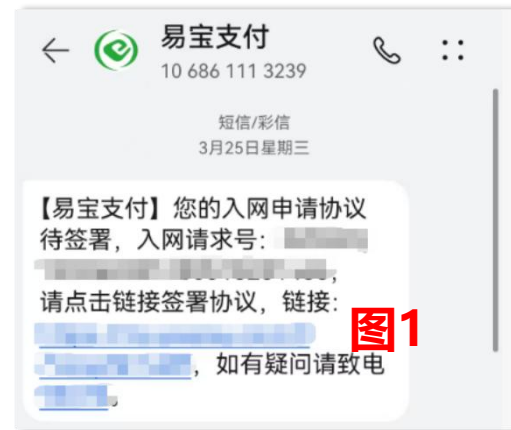 易宝支付
10 686 111 3239
短信/彩信
3月25日星期三
【易宝支付】您的入网申请协议
待签署，入网请求号：
请点击链接签署协议，链接：
，如有疑问请致电
。
图1